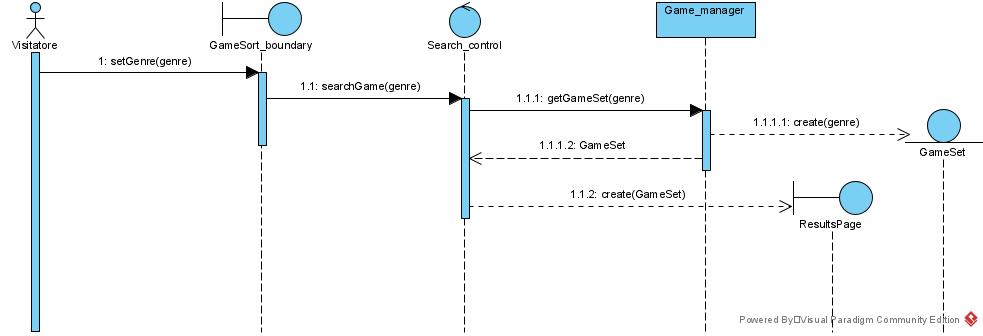 Visitatore
GameSort_boundary
Search_control
Game_manager
1: setGenre(genre)
1.1: searchGame(genre)
1.1.1: getGameSet(genre)
1.1.1.1: create(genre)
GameSet
1.1.1.2: GameSet
1.1.2: create(GameSet)
ResultsPage
Powered By Visual Paradigm Community Edition